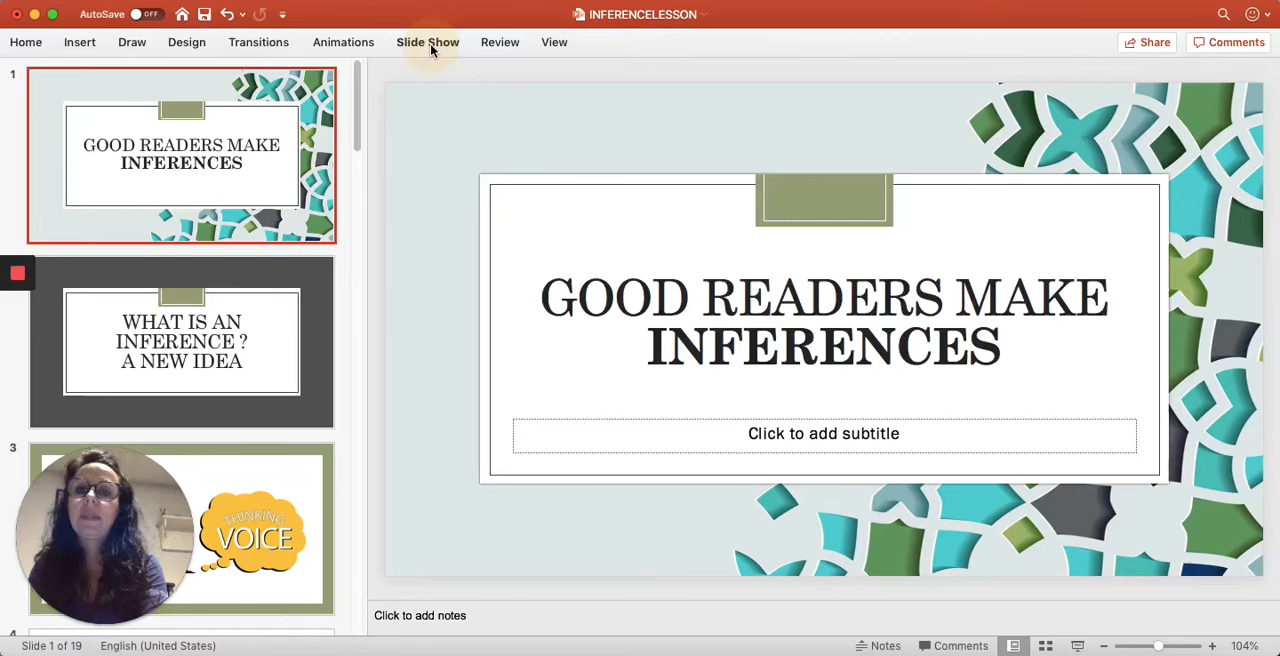 AutoSave OFF
INFERENCELESSON
Home Insert Draw Design Transitions Animations Slide Show Review View
Share Comments
1
GOOD READERS MAKE
INFERENCES
WHAT IS AN
INFERENCE ?
A NEW IDEA
3
THINKING
VOICE
GOOD READERS MAKE
INFERENCES
Click to add subtitle
Click to add notes
Slide 1 of 19 English (United States) Notes Comments 104%